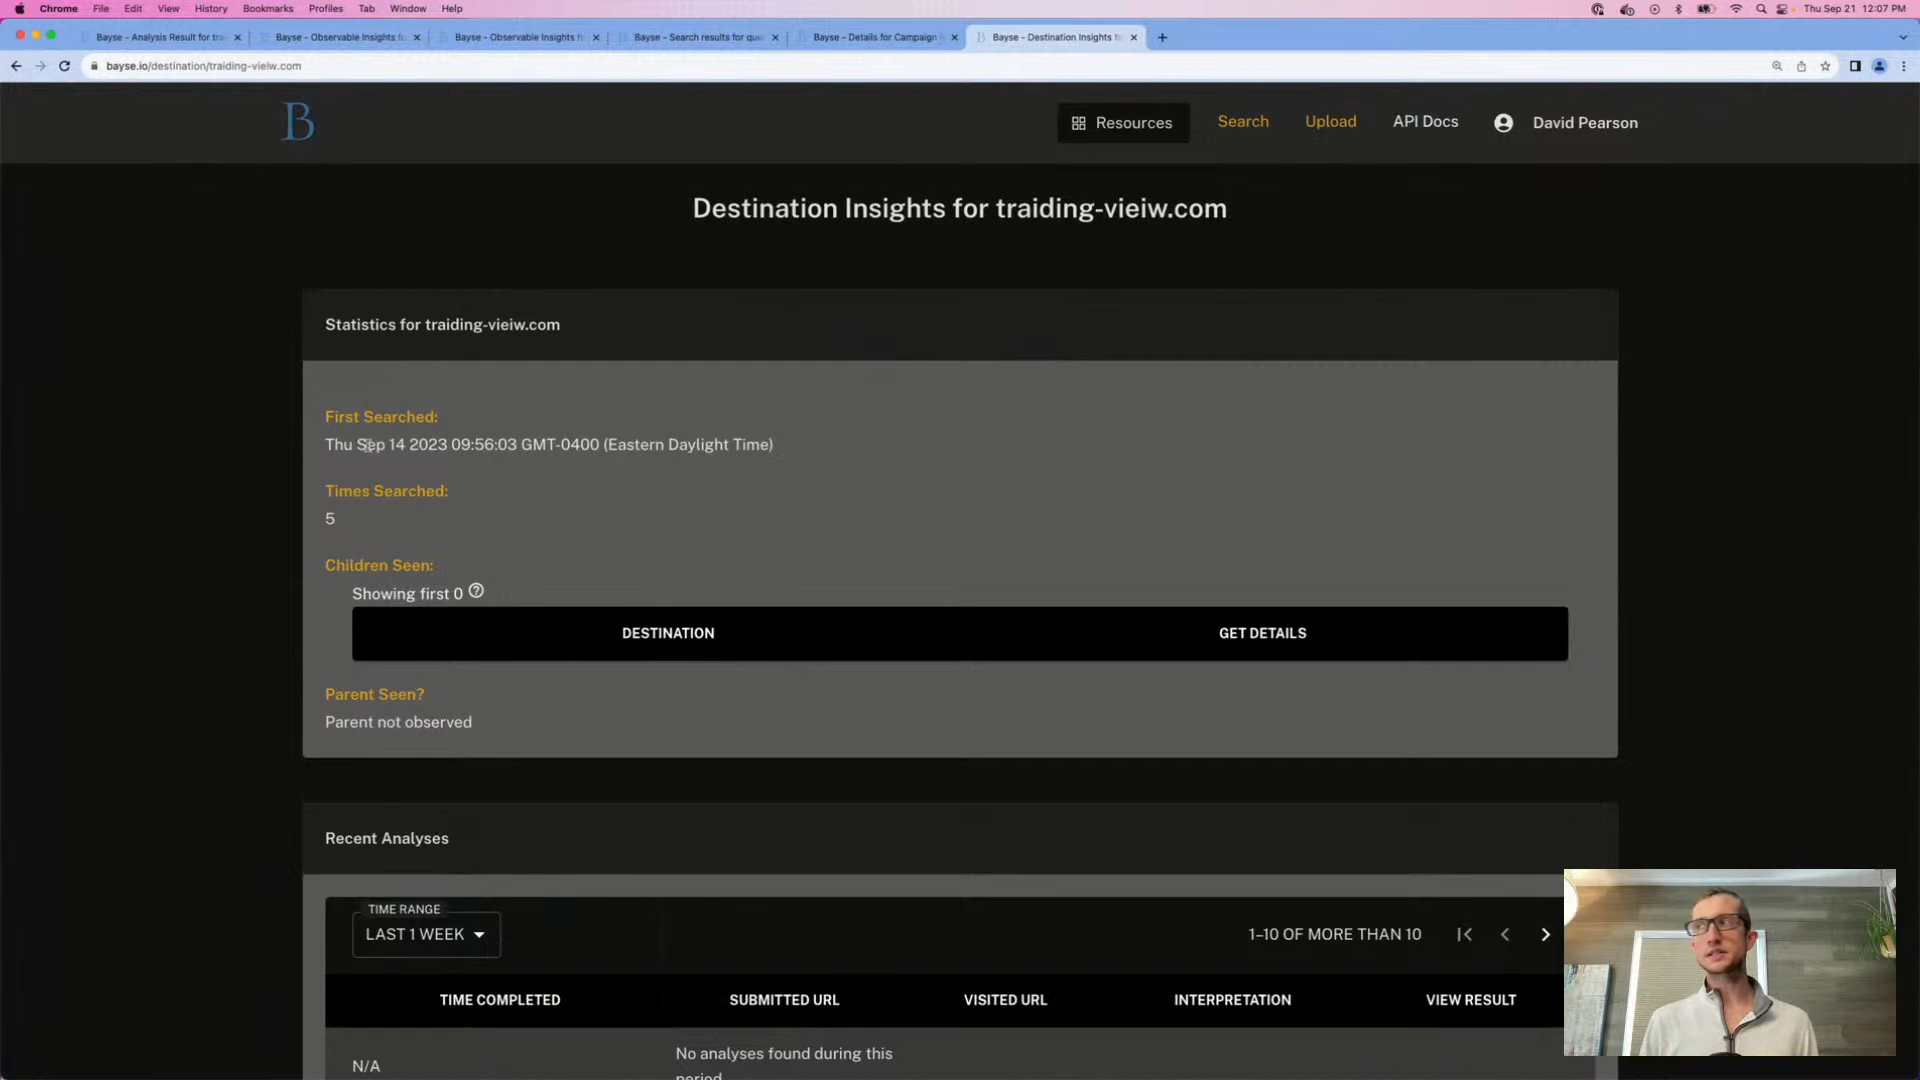 Chrome File Edit View History Bookmarks Profiles Tab Window Help Thu Sep 21 12:07 PM
Bayse - Analysis Result for tra Bayse - Observable Insights fo Bayse - Observable Insights fo Bayse - Search results for que Bayse - Details for Campaign Bayse - Destination Insights fo
bayse.io/destination/traiding-vieiw.com
B Resources Search Upload API Docs David Pearson
Destination Insights for traiding-vieiw.com
Statistics for traiding-vieiw.com
First Searched:
Thu Sep 14 2023 09:56:03 GMT-0400 (Eastern Daylight Time)
Times Searched:
5
Children Seen:
Showing first 0
DESTINATION GET DETAILS
Parent Seen?
Parent not observed
Recent Analyses
TIME RANGE
LAST 1 WEEK 1–10 OF MORE THAN 10
TIME COMPLETED SUBMITTED URL VISITED URL INTERPRETATION VIEW RESULT
N/A No analyses found during this
period